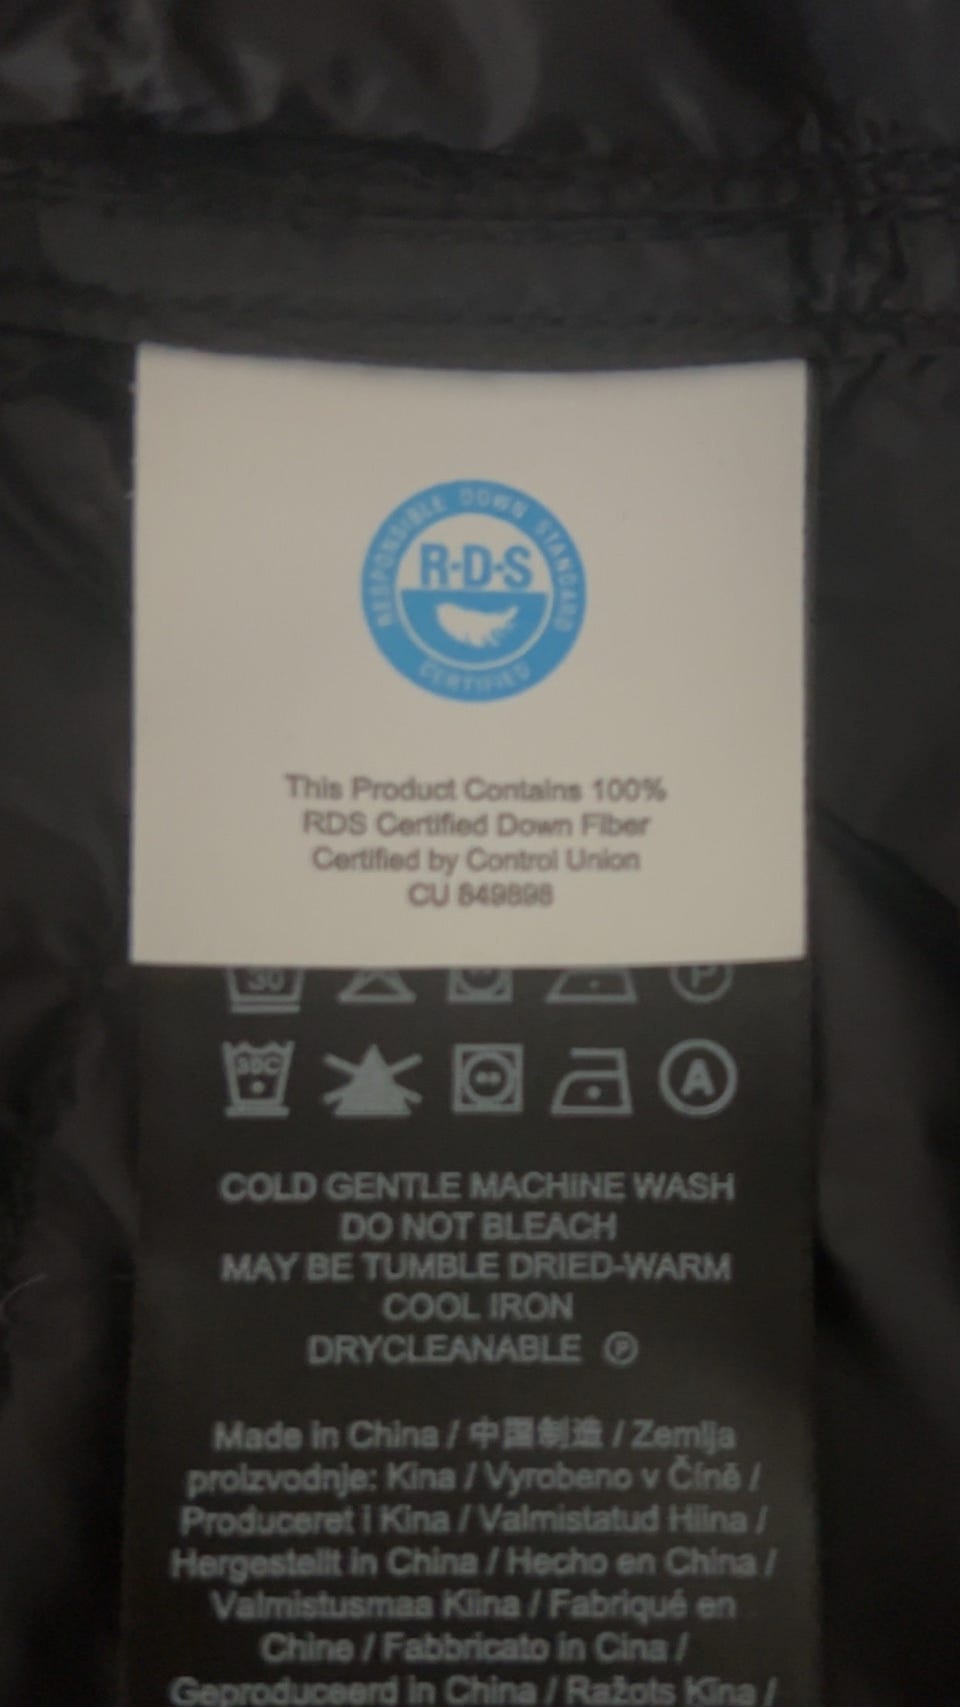 RESPONSIBLE DOWN STANDARD
R·D·S
CERTIFIED
This Product Contains 100%
RDS Certified Down Fiber
Certified by Control Union
CU 849898
30
P
30C
A
COLD GENTLE MACHINE WASH
DO NOT BLEACH
MAY BE TUMBLE DRIED-WARM
COOL IRON
DRYCLEANABLE Ⓟ
Made in China / 中国制造 / Zemlja
proizvodnje: Kina / Vyrobeno v Číně /
Produceret i Kina / Valmistatud Hiina /
Hergestellt in China / Hecho en China /
Valmistusmaa Kiina / Fabriqué en
Chine / Fabbricato in Cina /
Geproduceerd in China / Ražots Ķīna /